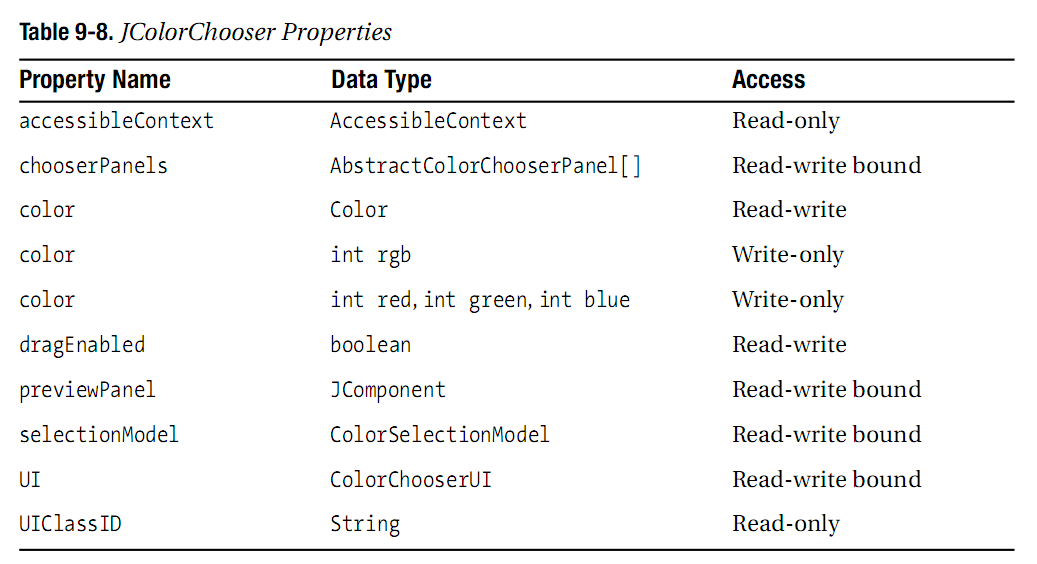 Table 9-8. JColorChooser Properties
Property Name Data Type Access
accessibleContext AccessibleContext Read-only
chooserPanels AbstractColorChooserPanel[] Read-write bound
color Color Read-write
color int rgb Write-only
color int red, int green, int blue Write-only
dragEnabled boolean Read-write
previewPanel JComponent Read-write bound
selectionModel ColorSelectionModel Read-write bound
UI ColorChooserUI Read-write bound
UIClassID String Read-only